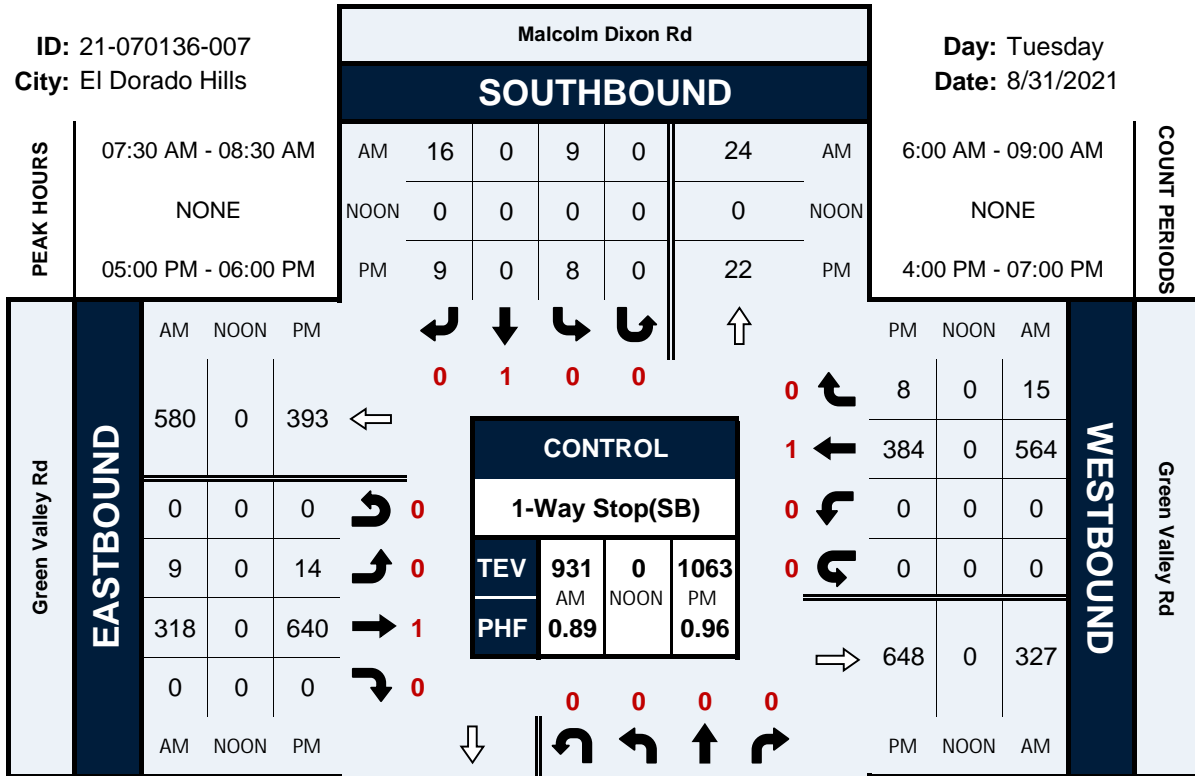 Malcolm Dixon Rd
ID: 21-070136-007
Day: Tuesday
City: El Dorado Hills
Date: 8/31/2021
SOUTHBOUND
PEAK HOURS
07:30 AM - 08:30 AM
AM 16 0 9 0 24 AM
6:00 AM - 09:00 AM
COUNT PERIODS
NONE
NOON 0 0 0 0 0 NOON
NONE
05:00 PM - 06:00 PM
PM 9 0 8 0 22 PM
4:00 PM - 07:00 PM
AM NOON PM
PM NOON AM
0 1 0 0
Green Valley Rd
EASTBOUND
580 0 393
0 0 0 0
9 0 14 0
318 0 640 1
0 0 0 0
AM NOON PM
CONTROL
1-Way Stop(SB)
TEV 931 0 1063
AM NOON PM
PHF 0.89 0.96
0 8 0 15
1 384 0 564
0 0 0 0
0 0 0 0
648 0 327
PM NOON AM
WESTBOUND
Green Valley Rd
0 0 0 0